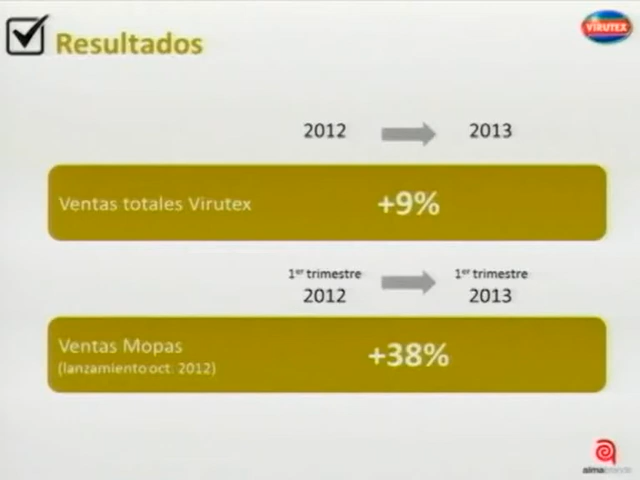 Resultados
VIRUTEX
2012 2013
Ventas totales Virutex +9%
1er trimestre 1er trimestre
2012 2013
Ventas Mopas +38%
(lanzamiento oct. 2012)
almabrands